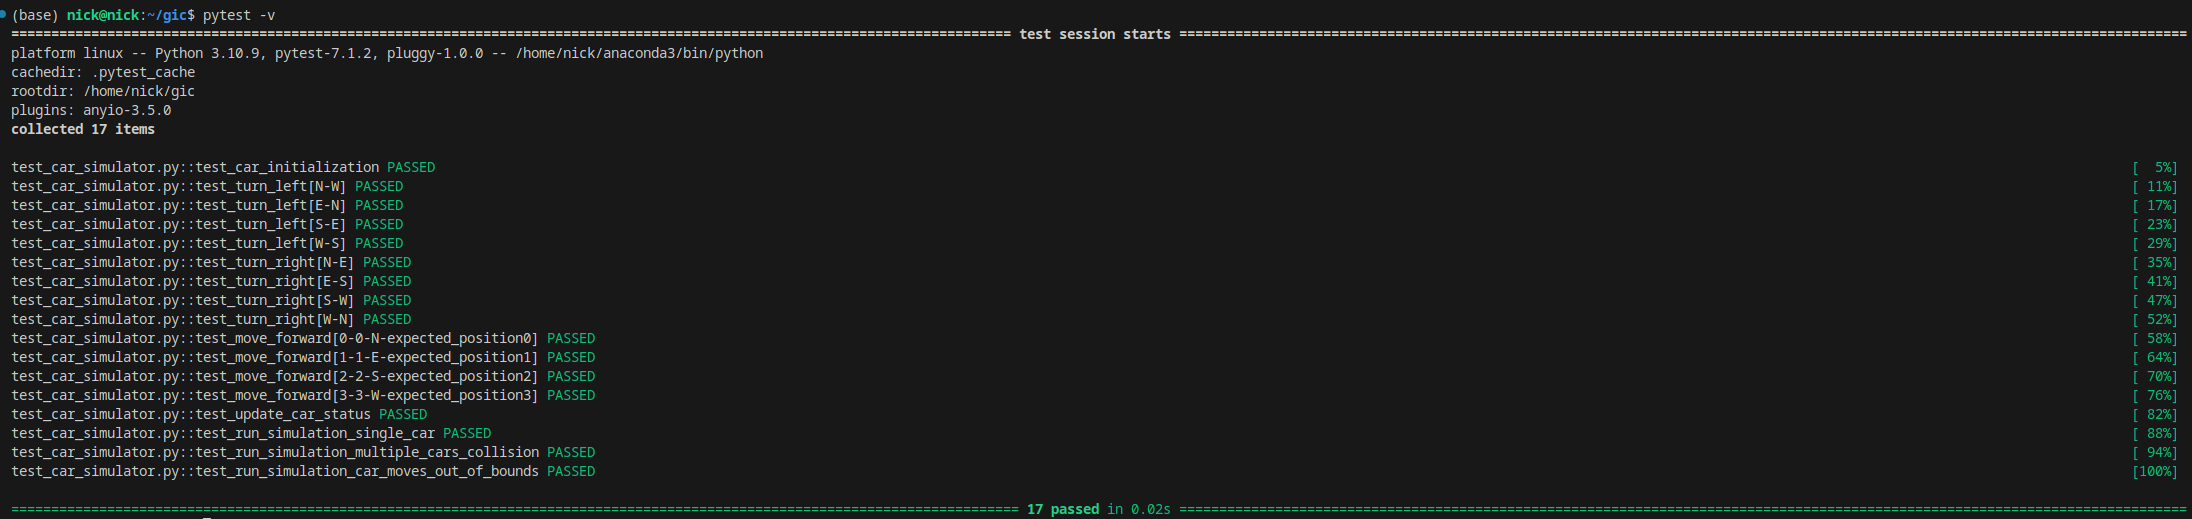 (base) nick@nick:~/gic$ pytest -v
============================= test session starts =============================
platform linux -- Python 3.10.9, pytest-7.1.2, pluggy-1.0.0 -- /home/nick/anaconda3/bin/python
cachedir: .pytest_cache
rootdir: /home/nick/gic
plugins: anyio-3.5.0
collected 17 items

test_car_simulator.py::test_car_initialization PASSED [  5%]
test_car_simulator.py::test_turn_left[N-W] PASSED [ 11%]
test_car_simulator.py::test_turn_left[E-N] PASSED [ 17%]
test_car_simulator.py::test_turn_left[S-E] PASSED [ 23%]
test_car_simulator.py::test_turn_left[W-S] PASSED [ 29%]
test_car_simulator.py::test_turn_right[N-E] PASSED [ 35%]
test_car_simulator.py::test_turn_right[E-S] PASSED [ 41%]
test_car_simulator.py::test_turn_right[S-W] PASSED [ 47%]
test_car_simulator.py::test_turn_right[W-N] PASSED [ 52%]
test_car_simulator.py::test_move_forward[0-0-N-expected_position0] PASSED [ 58%]
test_car_simulator.py::test_move_forward[1-1-E-expected_position1] PASSED [ 64%]
test_car_simulator.py::test_move_forward[2-2-S-expected_position2] PASSED [ 70%]
test_car_simulator.py::test_move_forward[3-3-W-expected_position3] PASSED [ 76%]
test_car_simulator.py::test_update_car_status PASSED [ 82%]
test_car_simulator.py::test_run_simulation_single_car PASSED [ 88%]
test_car_simulator.py::test_run_simulation_multiple_cars_collision PASSED [ 94%]
test_car_simulator.py::test_run_simulation_car_moves_out_of_bounds PASSED [100%]

============================= 17 passed in 0.02s =============================